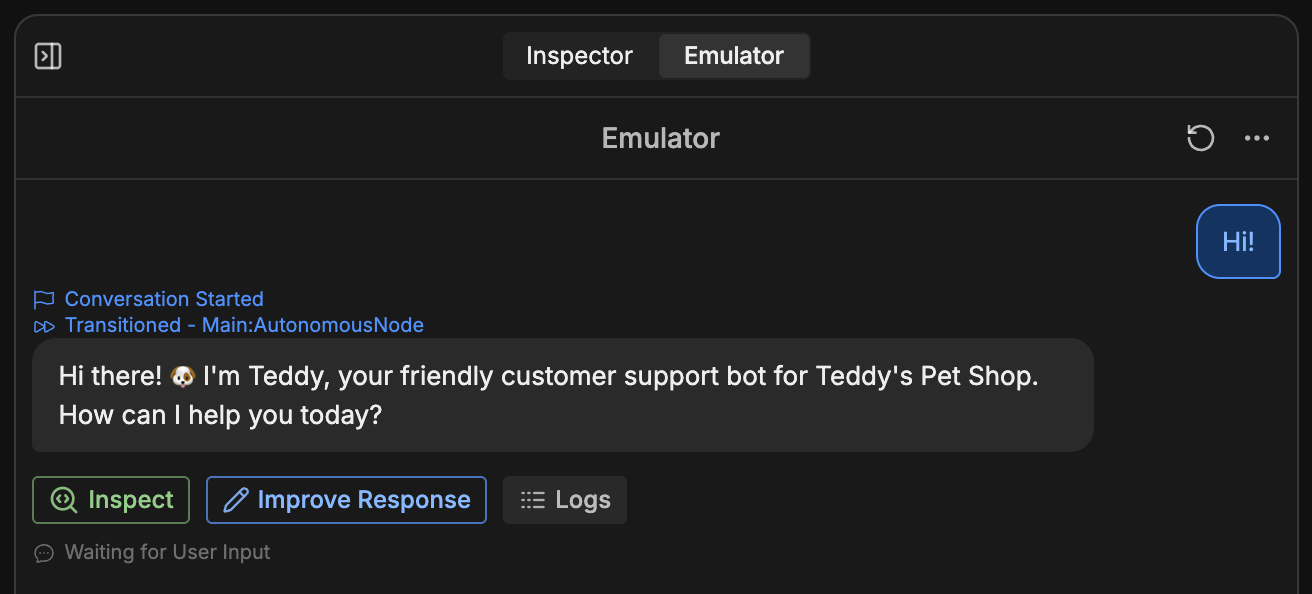 Inspector Emulator
Emulator
Hi!
Conversation Started
Transitioned - Main:AutonomousNode
Hi there! 🐶 I'm Teddy, your friendly customer support bot for Teddy's Pet Shop.
How can I help you today?
Inspect Improve Response Logs
Waiting for User Input